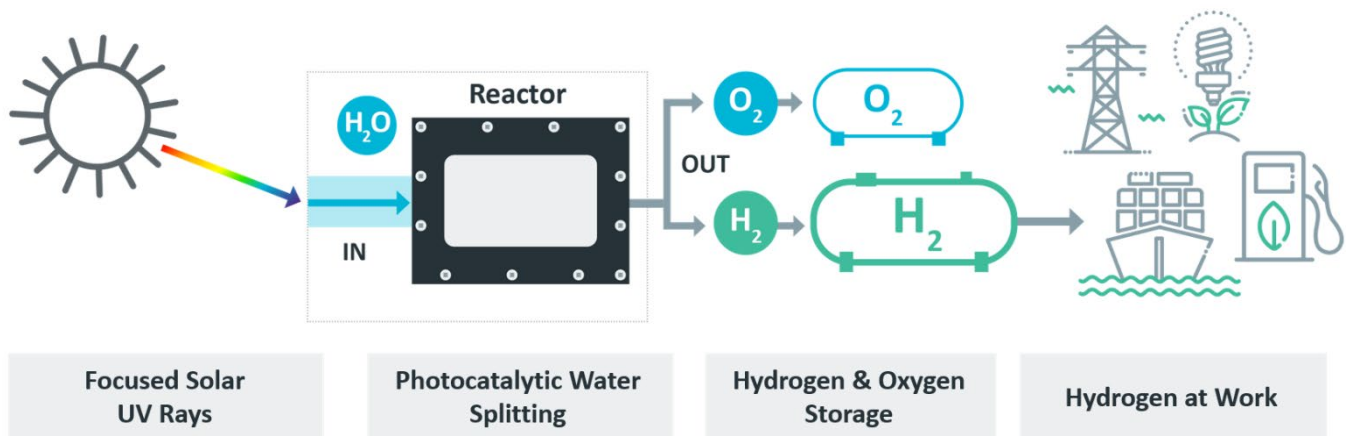 Reactor
H₂O
IN
OUT
O₂
O₂
H₂
H₂
Focused Solar
UV Rays
Photocatalytic Water
Splitting
Hydrogen & Oxygen
Storage
Hydrogen at Work